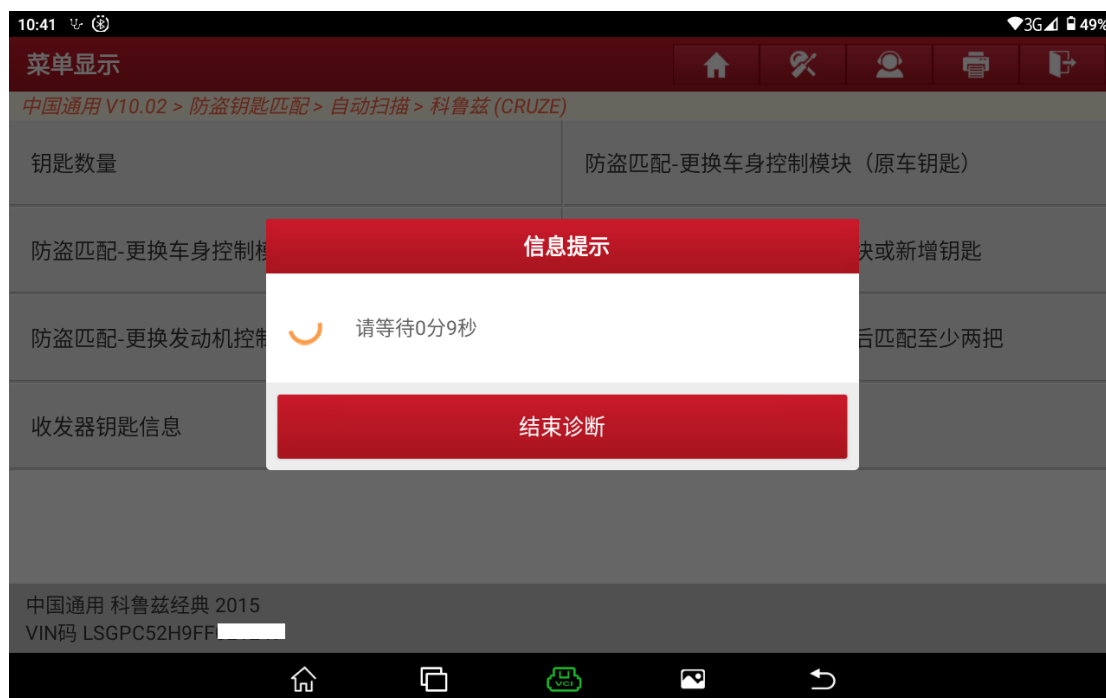 10:41
3G 49%
菜单显示
中国通用 V10.02 > 防盗钥匙匹配 > 自动扫描 > 科鲁兹 (CRUZE)
钥匙数量
防盗匹配-更换车身控制模块（原车钥匙）
防盗匹配-更换车身控制
信息提示
块或新增钥匙
防盗匹配-更换发动机控制
请等待0分9秒
后匹配至少两把
收发器钥匙信息
结束诊断
中国通用 科鲁兹经典 2015
VIN码 LSGPC52H9FF
VCI